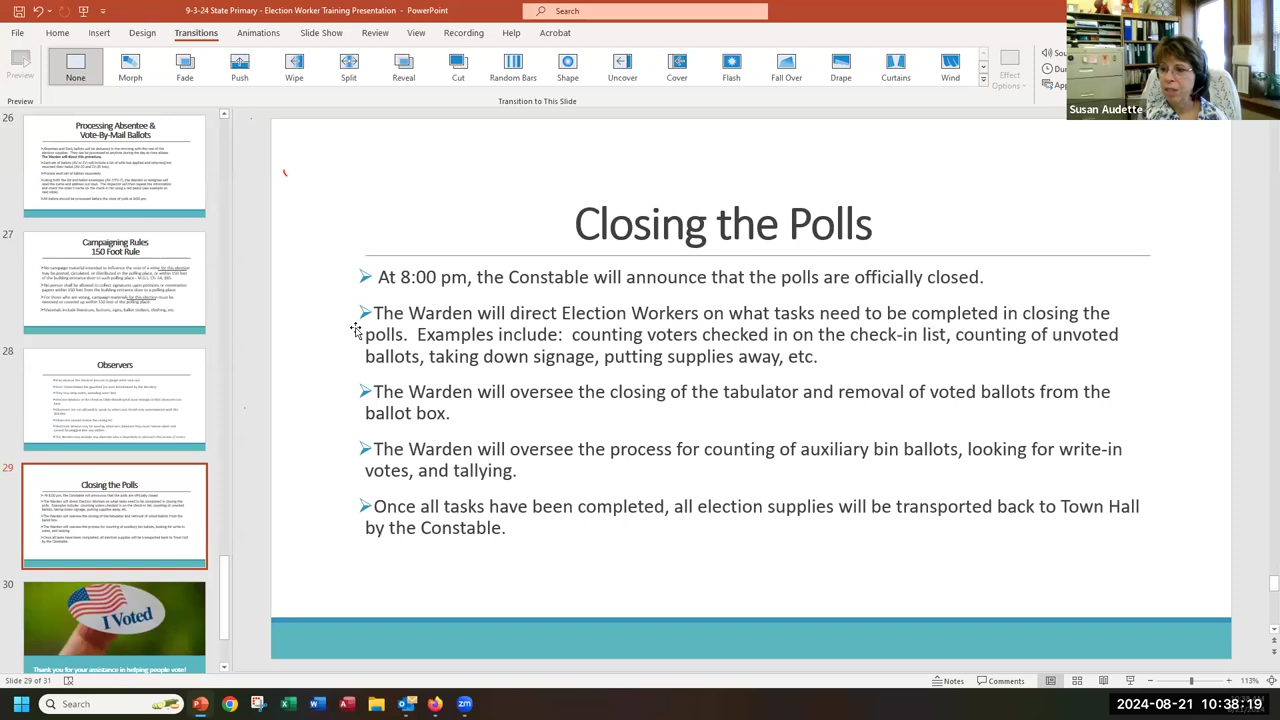 9-3-24 State Primary - Election Worker Training Presentation - PowerPoint
Search
File Home Insert Design Transitions Animations Slide Show Review View Recording Help Acrobat
Preview
None Morph Fade Push Wipe Split Reveal Cut Random Bars Shape Uncover Cover Flash Fall Over Drape Curtains Wind
Effect
Options
Preview
Transition to This Slide
Susan Audette
26
Processing Absentee &
Vote-By-Mail Ballots
27
Campaigning Rules
150 Foot Rule
28
Observers
29
Closing the Polls
30
I Voted
Thank you for your assistance in helping people vote!
Closing the Polls
At 8:00 pm, the Constable will announce that the polls are officially closed.
The Warden will direct Election Workers on what tasks need to be completed in closing the
polls. Examples include: counting voters checked in on the check-in list, counting of unvoted
ballots, taking down signage, putting supplies away, etc.
The Warden will oversee the closing of the tabulator and removal of voted ballots from the
ballot box.
The Warden will oversee the process for counting of auxiliary bin ballots, looking for write-in
votes, and tallying.
Once all tasks have been completed, all election supplies will be transported back to Town Hall
by the Constable.
Slide 29 of 31
Notes
Comments
113%
Search
2024-08-21 10:38:19